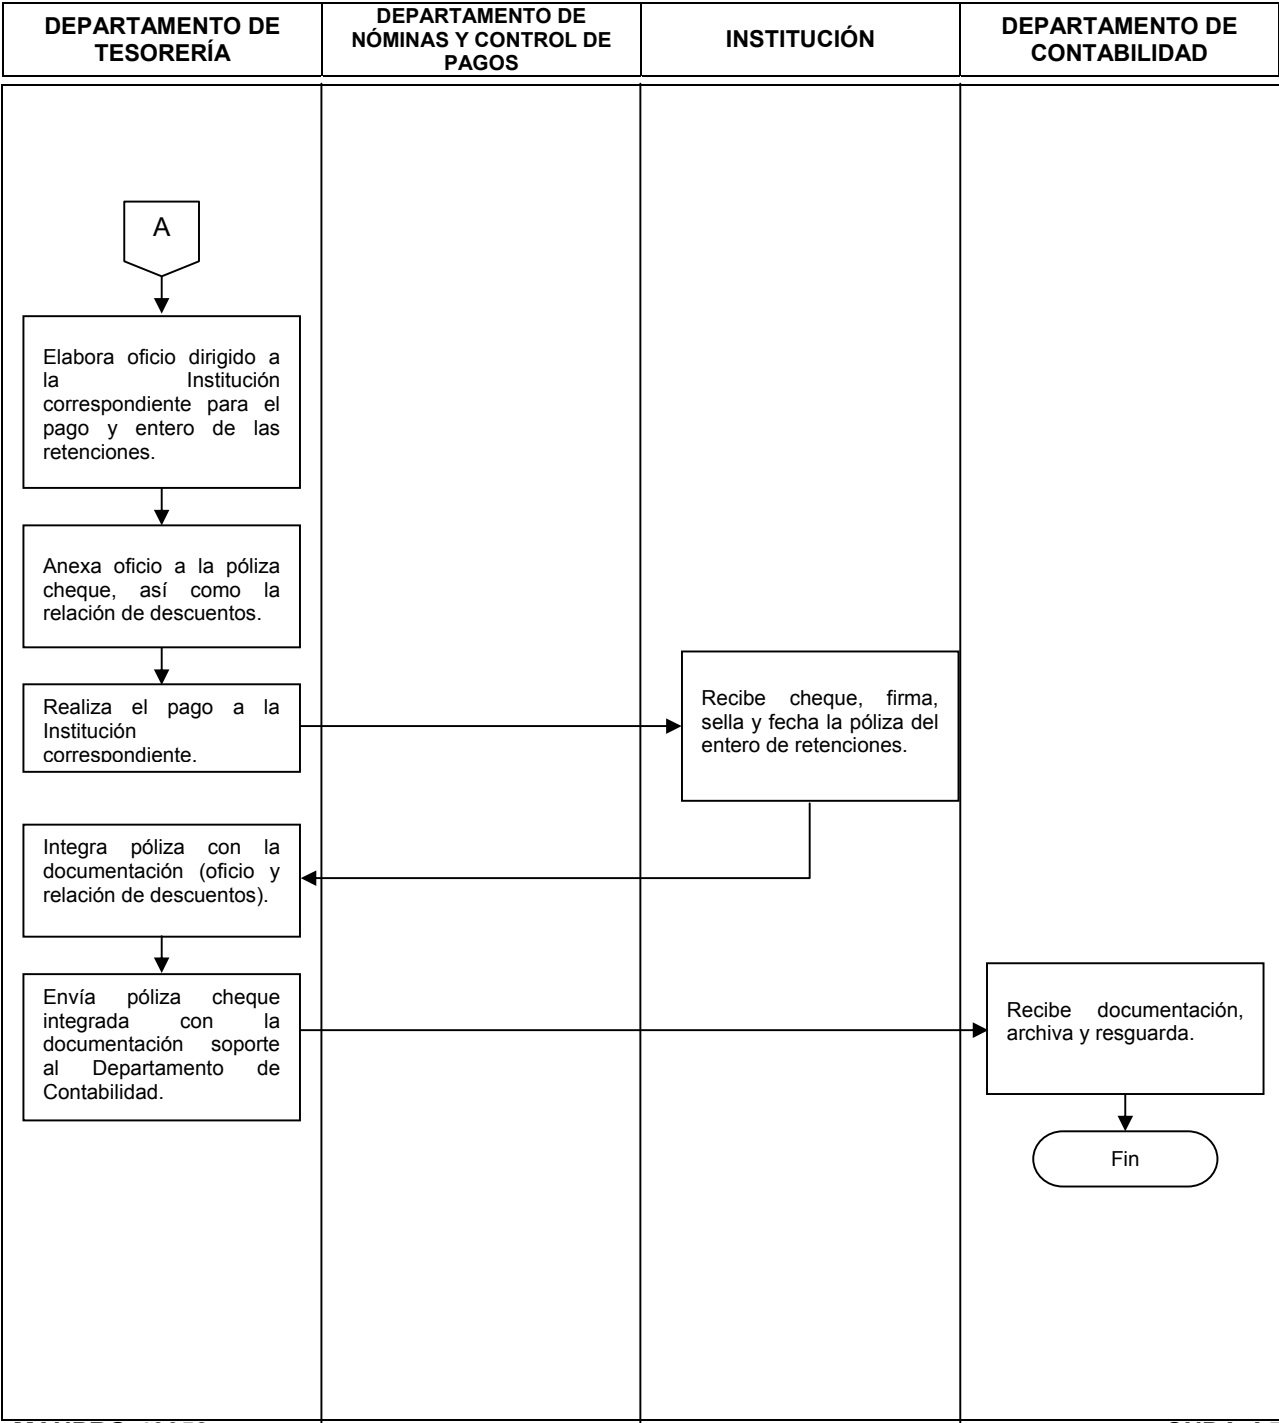 DEPARTAMENTO DE
TESORERÍA
DEPARTAMENTO DE
NÓMINAS Y CONTROL DE
PAGOS
INSTITUCIÓN
DEPARTAMENTO DE
CONTABILIDAD
A
Elabora oficio dirigido a
la Institución
correspondiente para el
pago y entero de las
retenciones.
Anexa oficio a la póliza
cheque, así como la
relación de descuentos.
Realiza el pago a la
Institución
correspondiente.
Recibe cheque, firma,
sella y fecha la póliza del
entero de retenciones.
Integra póliza con la
documentación (oficio y
relación de descuentos).
Envía póliza cheque
integrada con la
documentación soporte
al Departamento de
Contabilidad.
Recibe documentación,
archiva y resguarda.
Fin